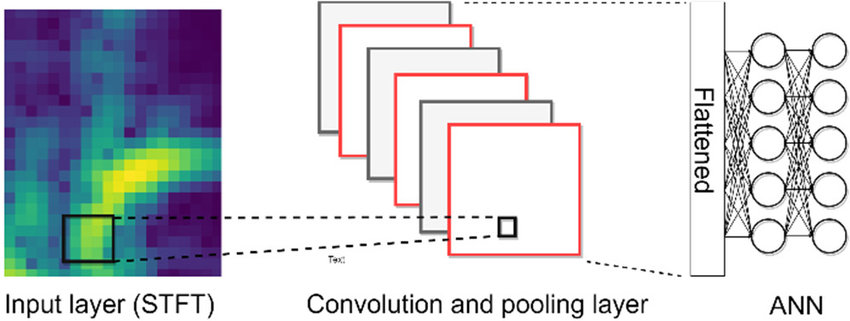 Flattened
Text
Input layer (STFT)
Convolution and pooling layer
ANN